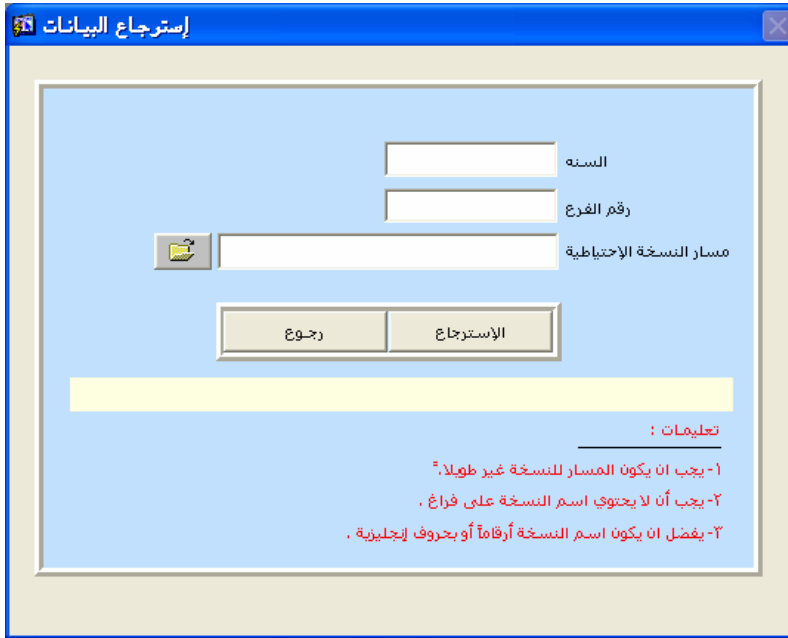 إسترجاع البيانات
السنه
رقم الفرع
مسار النسخة الإحتياطية
الإسترجاع
رجوع
تعليمات :
١- يجب ان يكون المسار للنسخة غير طويلا.ً
٢- يجب أن لا يحتوي اسم النسخة على فراغ .
٣- يفضل ان يكون اسم النسخة أرقاماً أو بحروف إنجليزية .